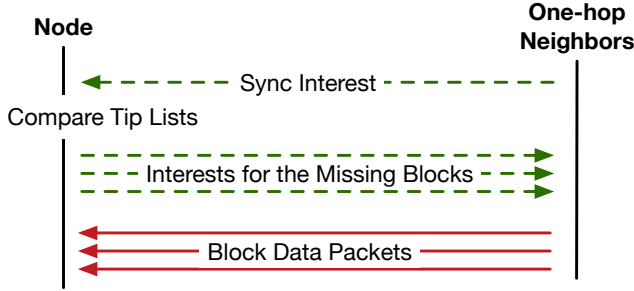 Node
One-hop
Neighbors
Sync Interest
Compare Tip Lists
Interests for the Missing Blocks
Block Data Packets